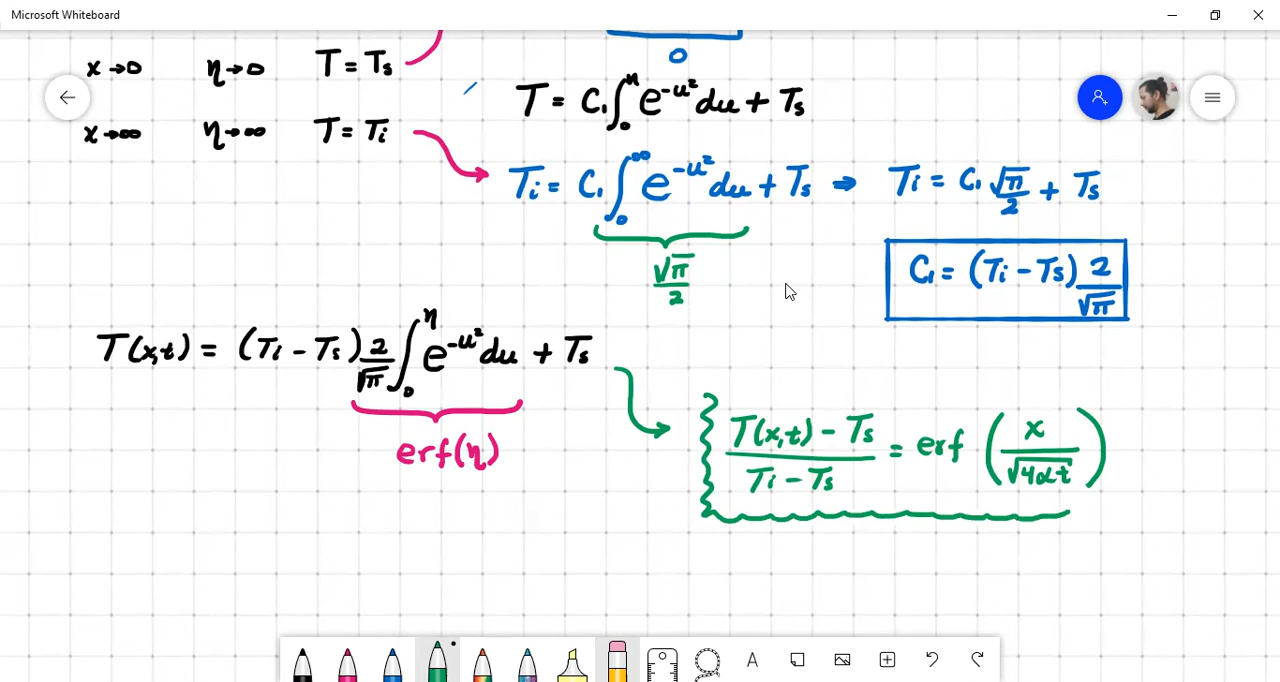 Microsoft Whiteboard
x→0 η→0 T = Ts
0
T = C₁∫₀^η e^-u² du + Ts
x→∞ η→∞ T = Ti
Ti = C₁∫₀^∞ e^-u² du + Ts ⇒ Ti = C₁ √π/2 + Ts
√π/2
C₁ = (Ti - Ts) 2/√π
T(x,t) = (Ti - Ts) 2/√π ∫₀^η e^-u² du + Ts
erf(η)
(T(x,t) - Ts)/(Ti - Ts) = erf (x/√4αt)
A